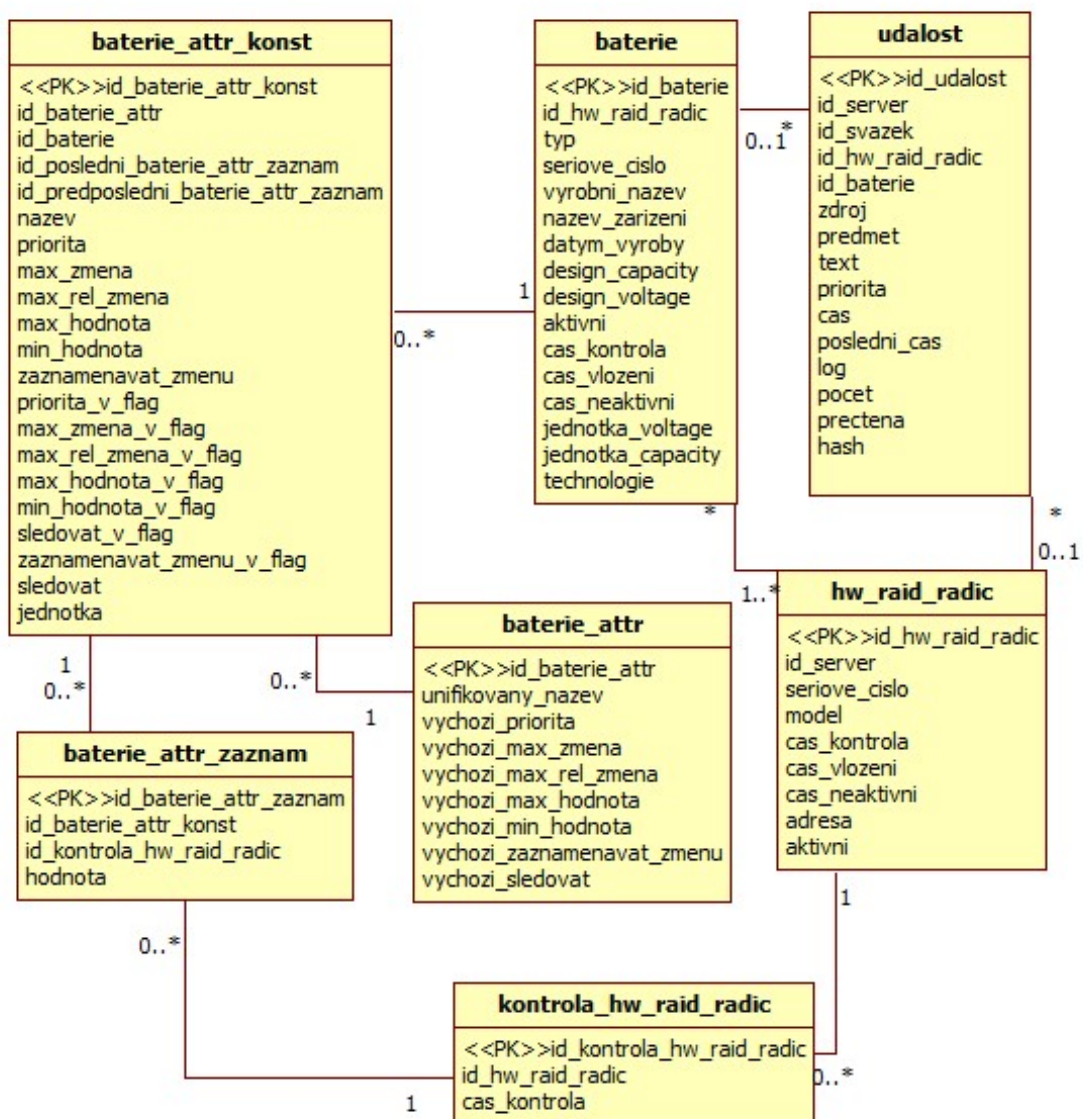 baterie_attr_konst
<<PK>>id_baterie_attr_konst
id_baterie_attr
id_baterie
id_posledni_baterie_attr_zaznam
id_predposledni_baterie_attr_zaznam
nazev
priorita
max_zmena
max_rel_zmena
max_hodnota
min_hodnota
zaznamenavat_zmenu
priorita_v_flag
max_zmena_v_flag
max_rel_zmena_v_flag
max_hodnota_v_flag
min_hodnota_v_flag
sledovat_v_flag
zaznamenavat_zmenu_v_flag
sledovat
jednotka
1
0..*
baterie
<<PK>>id_baterie
id_hw_raid_radic
typ
seriove_cislo
vyrobni_nazev
nazev_zarizeni
datym_vyroby
design_capacity
design_voltage
aktivni
cas_kontrola
cas_vlozeni
cas_neaktivni
jednotka_voltage
jednotka_capacity
technologie
0..1
*
udalost
<<PK>>id_udalost
id_server
id_svazek
id_hw_raid_radic
id_baterie
zdroj
predmet
text
priorita
cas
posledni_cas
log
pocet
prectena
hash
*
1..*
*
0..1
hw_raid_radic
<<PK>>id_hw_raid_radic
id_server
seriove_cislo
model
cas_kontrola
cas_vlozeni
cas_neaktivni
adresa
aktivni
1
0..*
0..*
1
baterie_attr
<<PK>>id_baterie_attr
unifikovany_nazev
vychozi_priorita
vychozi_max_zmena
vychozi_max_rel_zmena
vychozi_max_hodnota
vychozi_min_hodnota
vychozi_zaznamenavat_zmenu
vychozi_sledovat
baterie_attr_zaznam
<<PK>>id_baterie_attr_zaznam
id_baterie_attr_konst
id_kontrola_hw_raid_radic
hodnota
0..*
1
1
0..*
kontrola_hw_raid_radic
<<PK>>id_kontrola_hw_raid_radic
id_hw_raid_radic
cas_kontrola